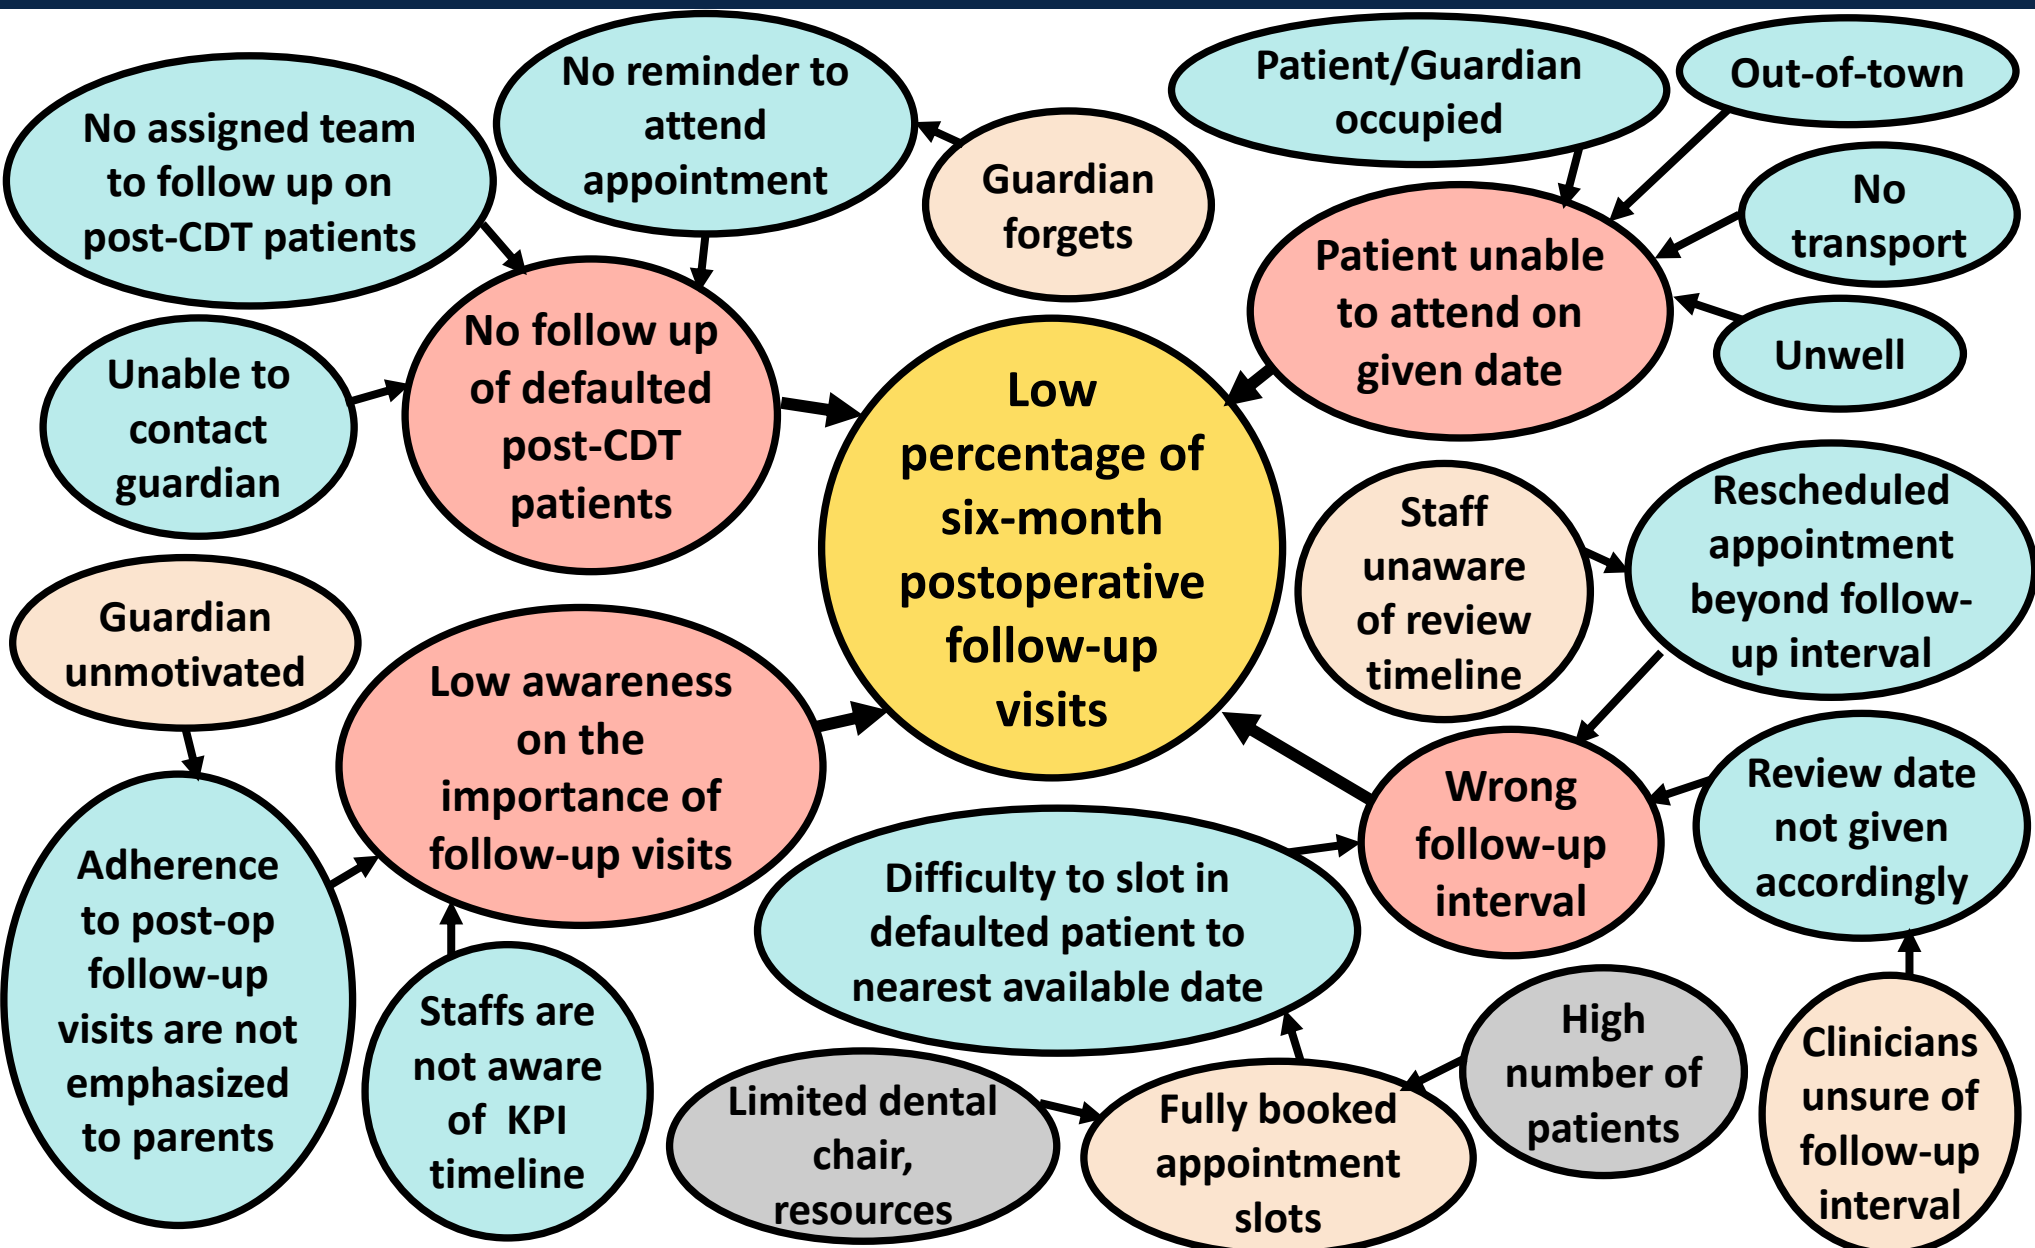 No assigned team
to follow up on
post-CDT patients
No reminder to
attend
appointment
Guardian
forgets
Patient/Guardian
occupied
Out-of-town
No
transport
Unwell
Patient unable
to attend on
given date
Unable to
contact
guardian
No follow up
of defaulted
post-CDT
patients
Low
percentage of
six-month
postoperative
follow-up
visits
Staff
unaware
of review
timeline
Rescheduled
appointment
beyond follow-
up interval
Guardian
unmotivated
Low awareness
on the
importance of
follow-up visits
Wrong
follow-up
interval
Review date
not given
accordingly
Adherence
to post-op
follow-up
visits are not
emphasized
to parents
Staffs are
not aware
of KPI
timeline
Difficulty to slot in
defaulted patient to
nearest available date
Limited dental
chair,
resources
Fully booked
appointment
slots
High
number of
patients
Clinicians
unsure of
follow-up
interval